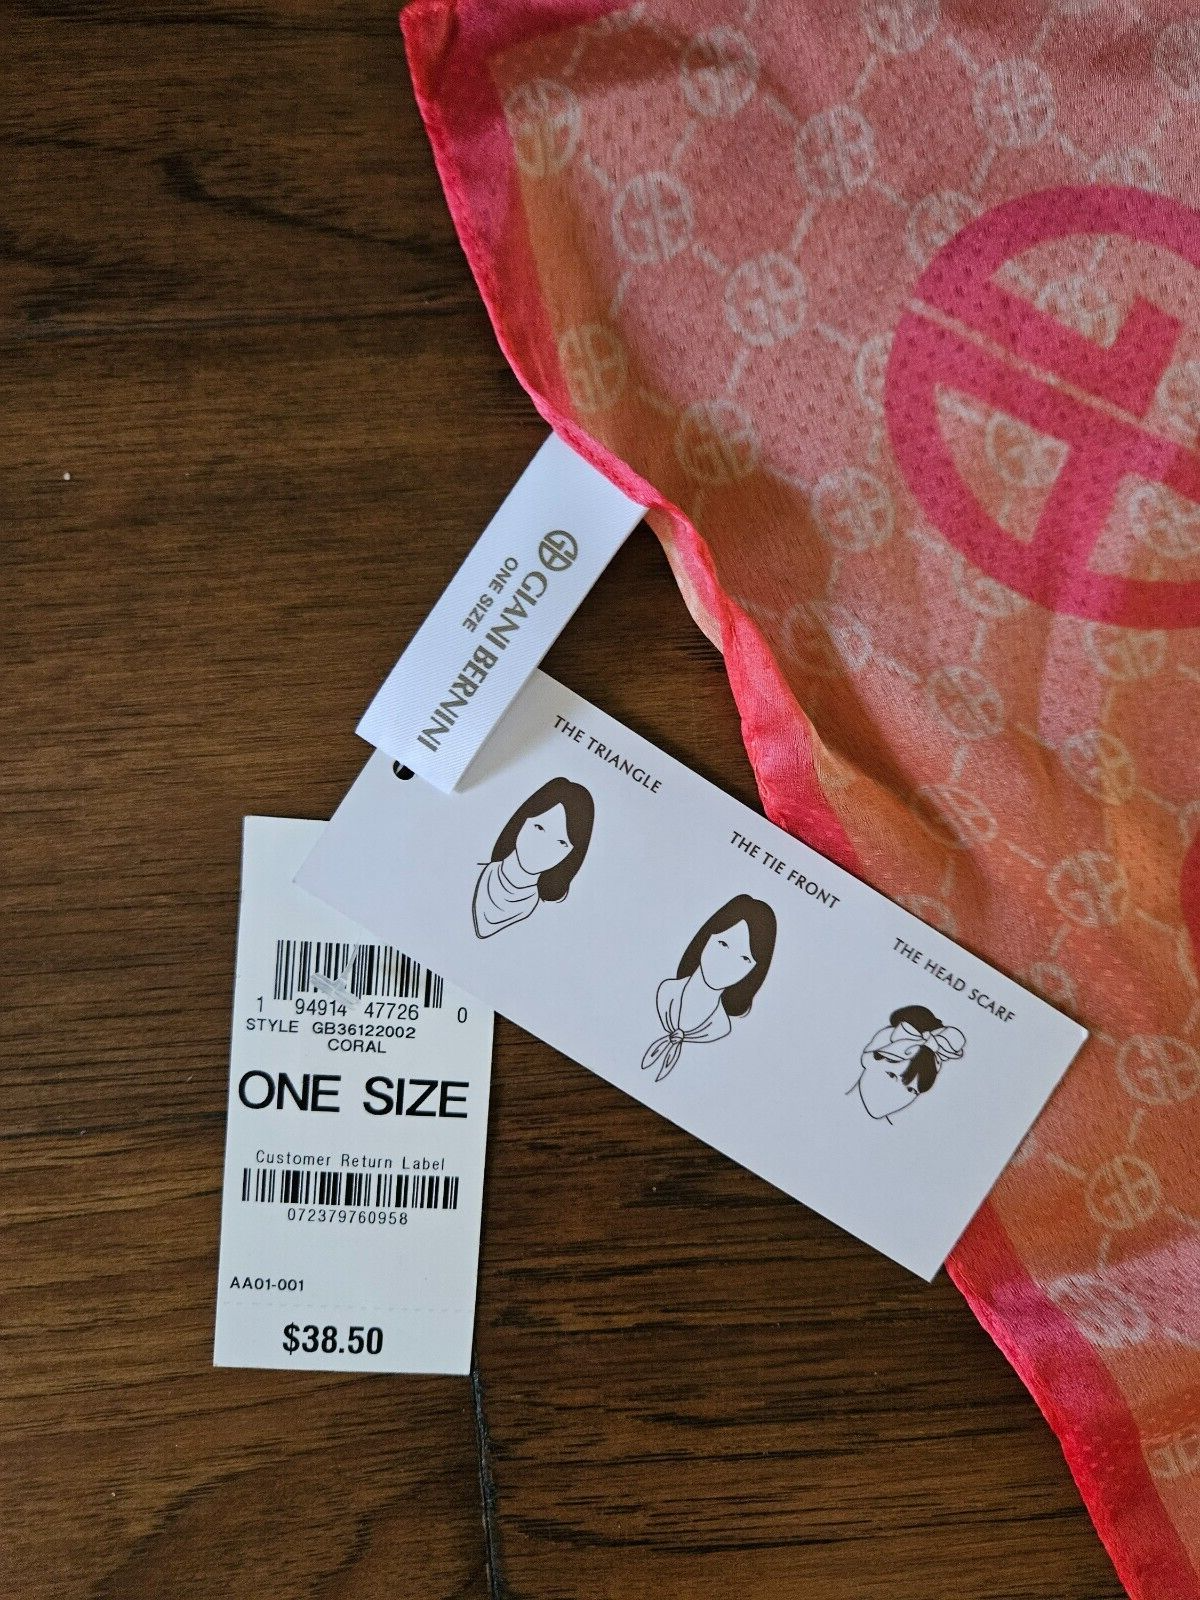 GIANI BERNINI
ONE SIZE
THE TRIANGLE
THE TIE FRONT
THE HEAD SCARF
1 94914 47726 0
STYLE GB36122002
CORAL
ONE SIZE
Customer Return Label
072379760958
AA01-001
$38.50